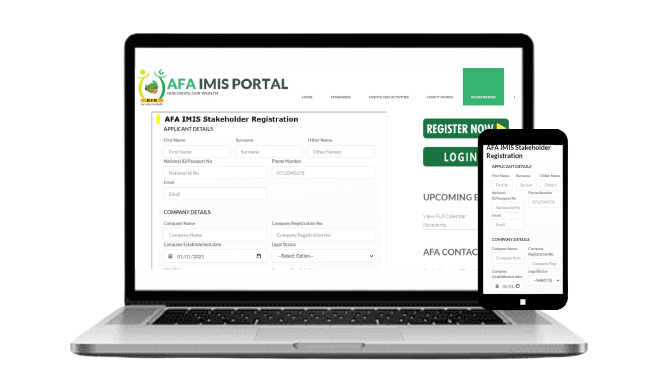 AFA IMIS PORTAL
OUR CROPS, OUR WEALTH
AFA
HOME STANDARDS EVENTS AND ACTIVITIES HOW IT WORKS REGISTRATION
AFA IMIS Stakeholder Registration
APPLICANT DETAILS
First Name Surname Other Name
First Name Surname Other Names
National ID/Passport No Phone Number
National Id No 0712345678
Email
Email
COMPANY DETAILS
Company Name Company Registration No
Company Name Company Registration No
Company Establishment date Legal Status
01/01/2021 --Select Option--
REGISTER NOW
LOGIN
UPCOMING E
View Full Calendar
No events
AFA CONTAC
AFA IMIS Stakeholder
Registration
APPLICANT DETAILS
First Name Surname Other Name
First N Surnan Other I
National
ID/Passport No
Phone Number
National Id No 0712345678
Email
Email
COMPANY DETAILS
Company Name
Company
Registration No
Company Nam Company Regi
Company
Establishment date
Legal Status
01/01 --Select Op